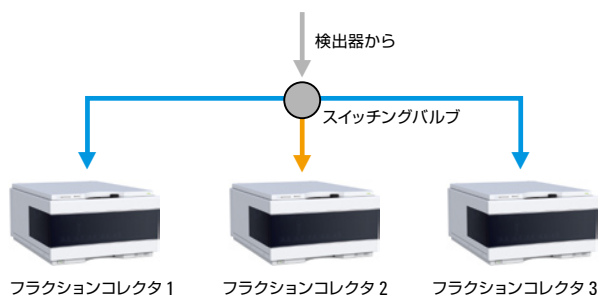 検出器から
スイッチングバルブ
フラクションコレクタ 1
フラクションコレクタ 2
フラクションコレクタ 3